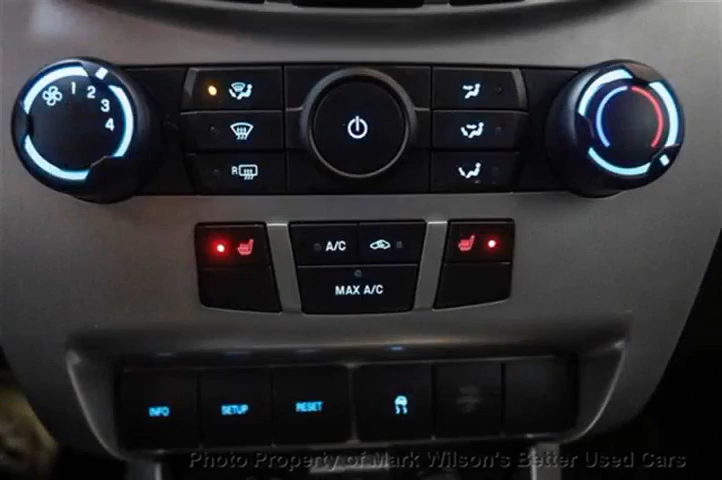 1 2 3 4
R
A/C
MAX A/C
INFO SETUP RESET
Photo Property of Mark Wilson's Better Used Cars